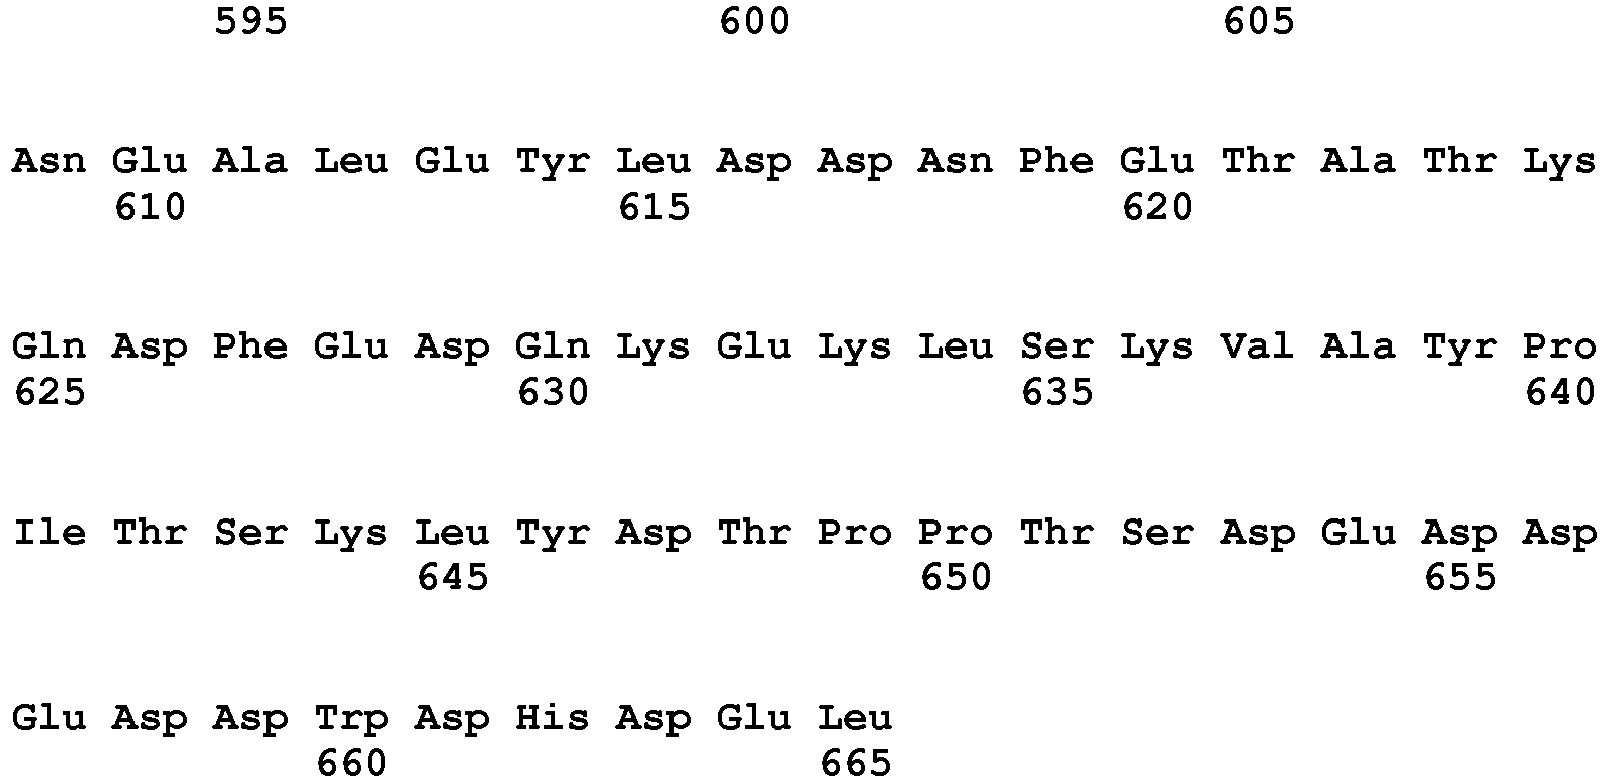 595 600 605
Asn Glu Ala Leu Glu Tyr Leu Asp Asp Asn Phe Glu Thr Ala Thr Lys
610 615 620
Gln Asp Phe Glu Asp Gln Lys Glu Lys Leu Ser Lys Val Ala Tyr Pro
625 630 635 640
Ile Thr Ser Lys Leu Tyr Asp Thr Pro Pro Thr Ser Asp Glu Asp Asp
645 650 655
Glu Asp Asp Trp Asp His Asp Glu Leu
660 665